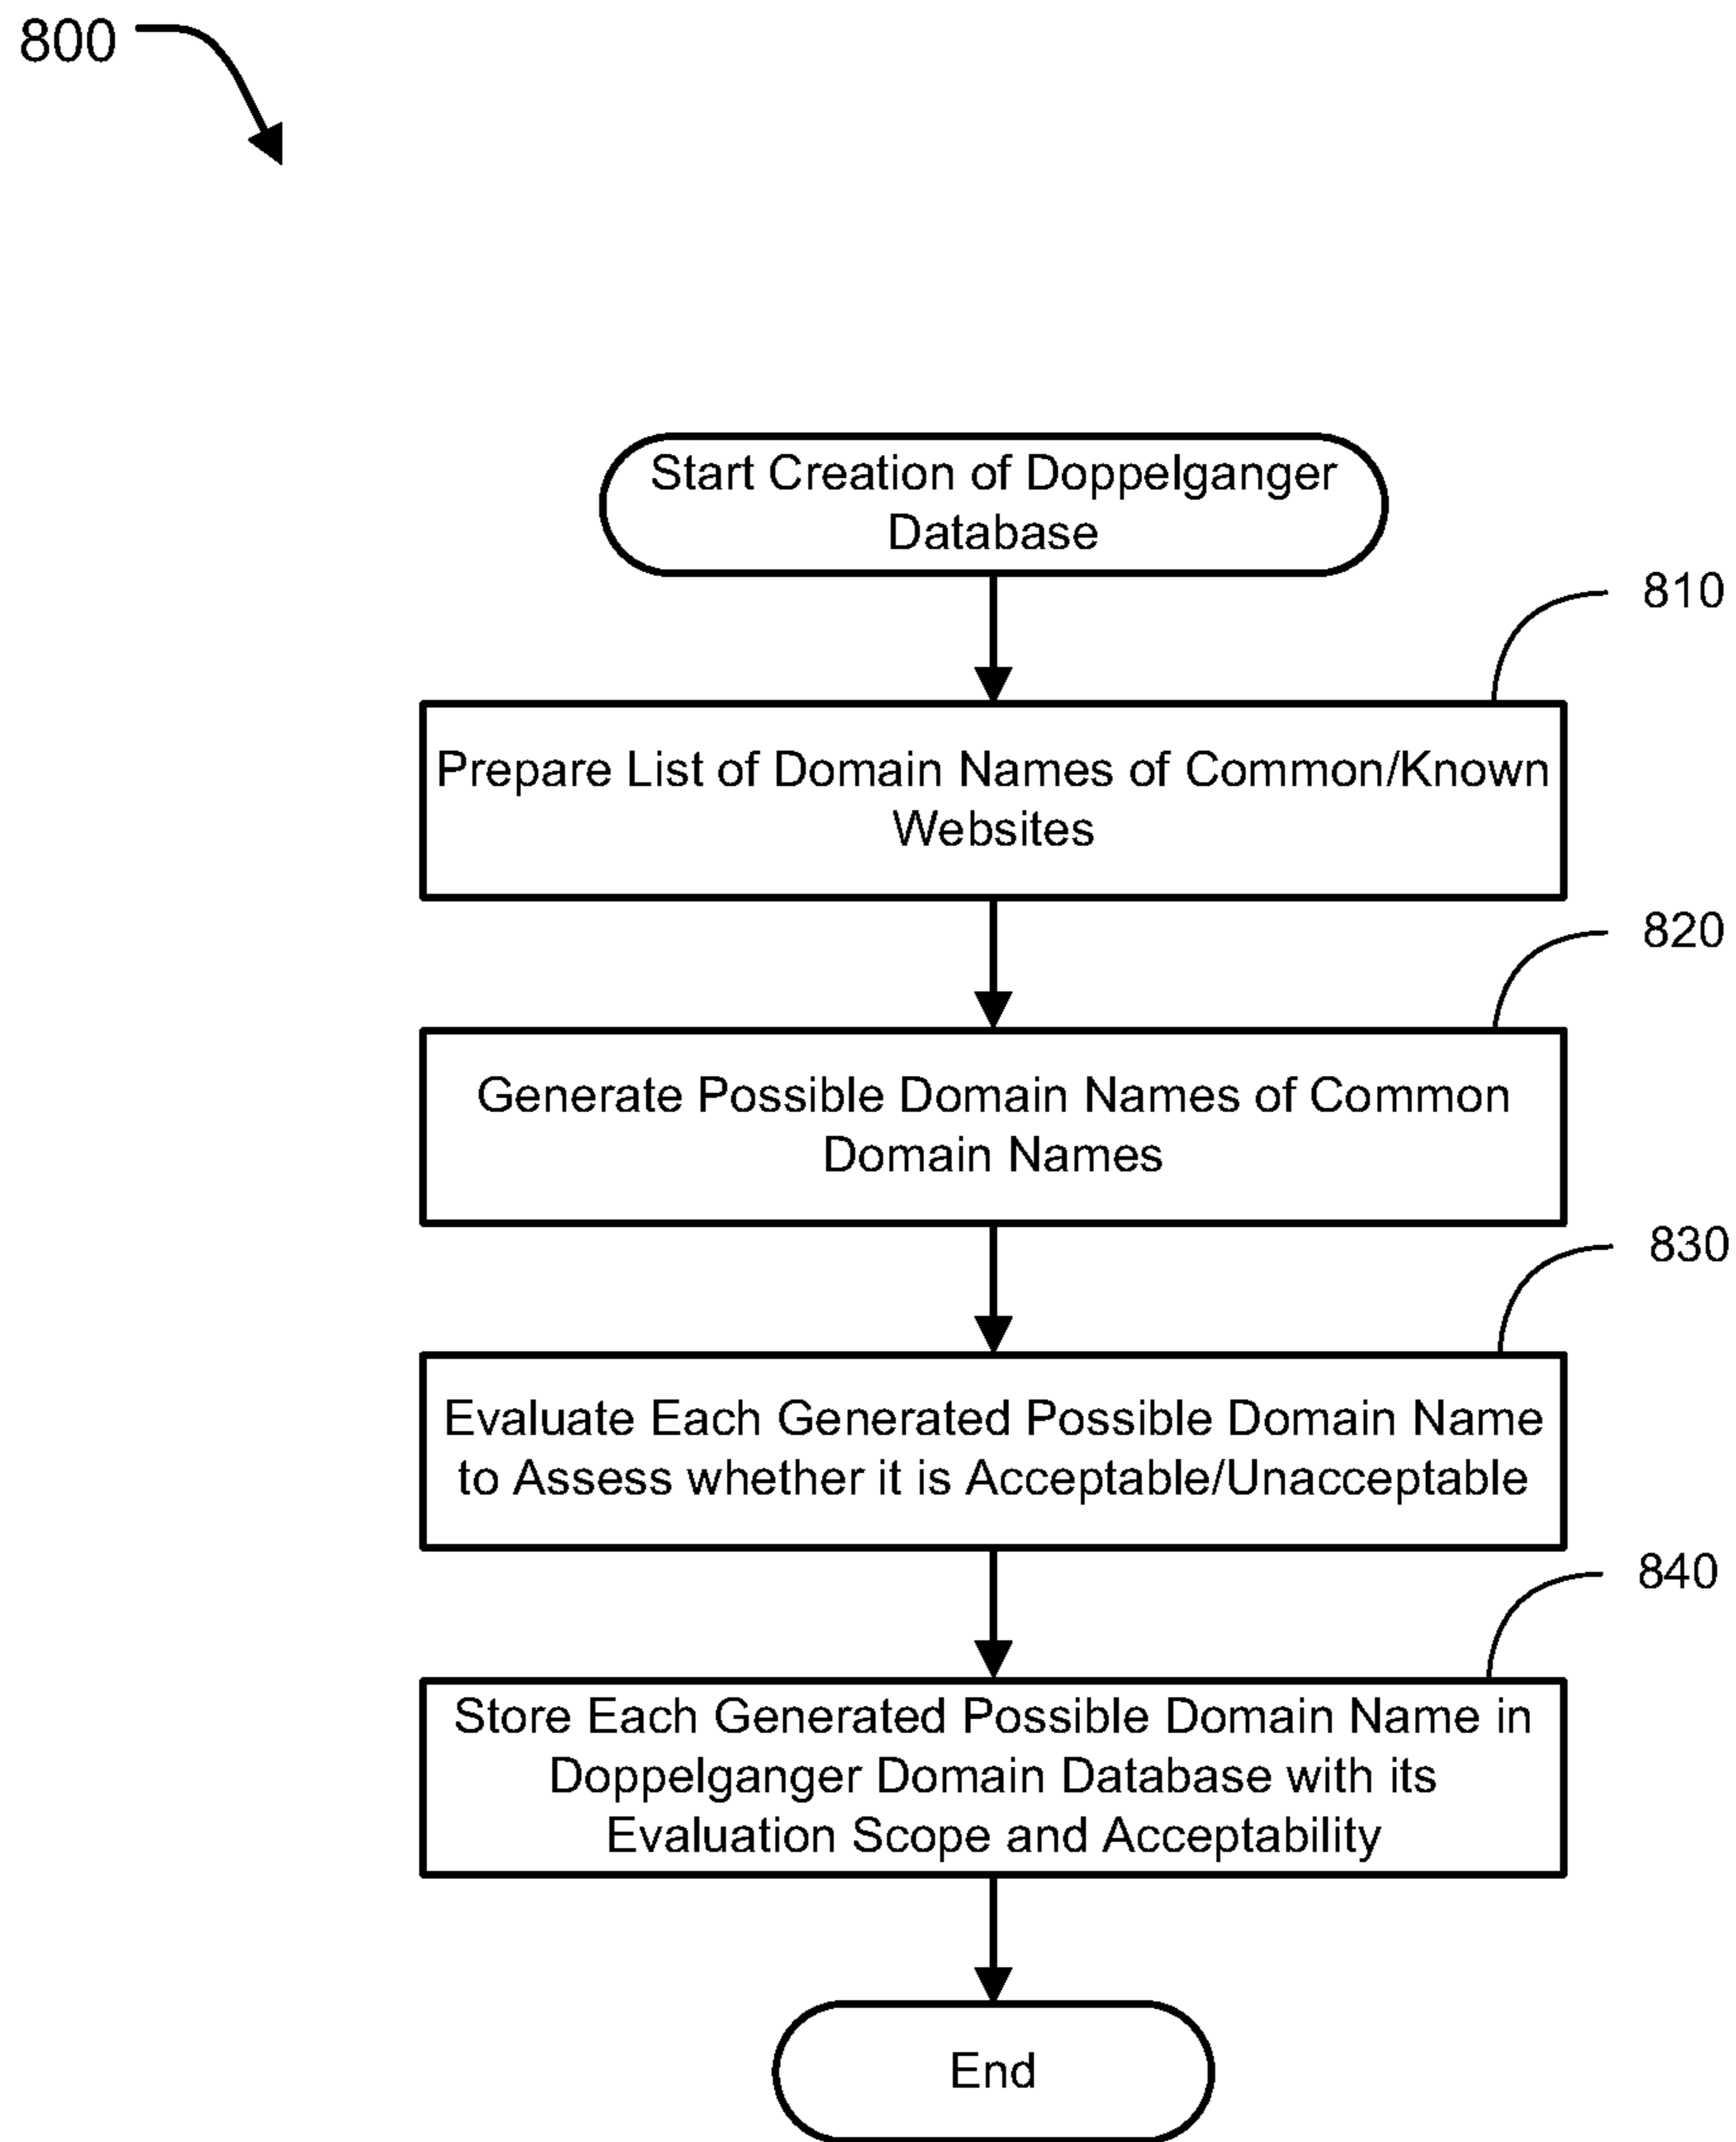 800
Start Creation of Doppelganger
Database
810
Prepare List of Domain Names of Common/Known
Websites
820
Generate Possible Domain Names of Common
Domain Names
830
Evaluate Each Generated Possible Domain Name
to Assess whether it is Acceptable/Unacceptable
840
Store Each Generated Possible Domain Name in
Doppelganger Domain Database with its
Evaluation Scope and Acceptability
End